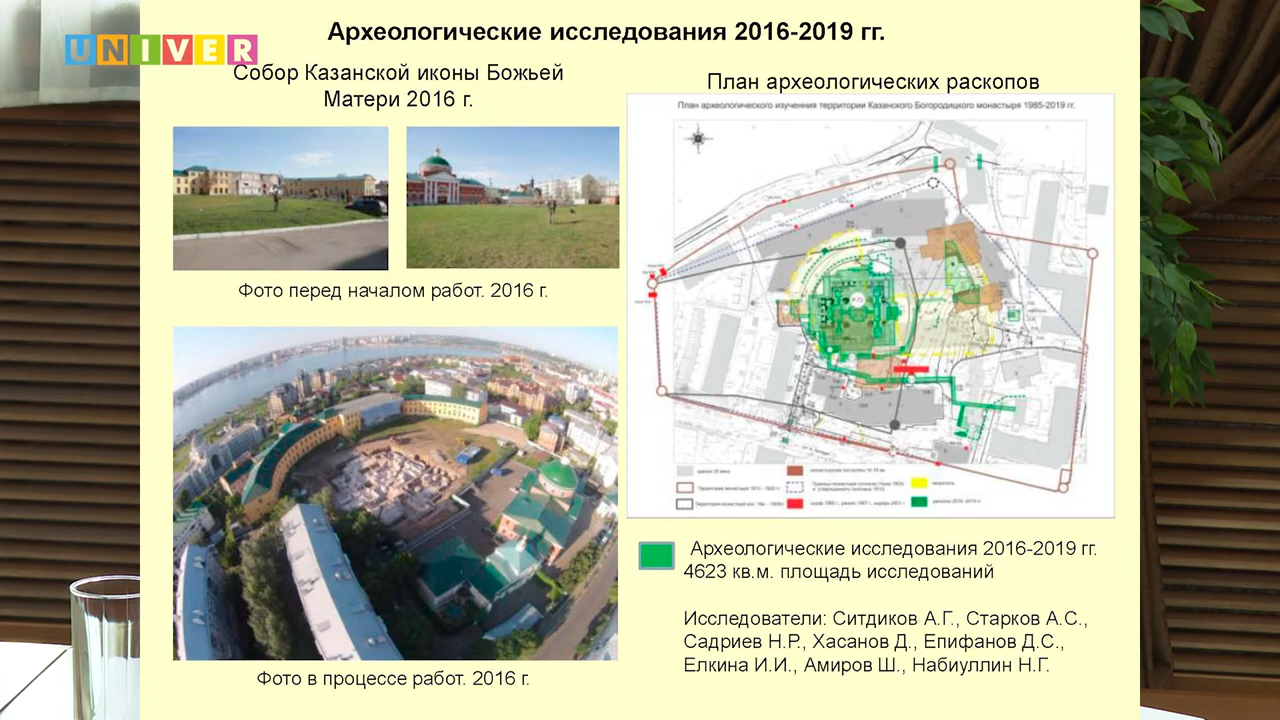 Археологические исследования 2016-2019 гг.
UNIVER
Собор Казанской иконы Божьей
Матери 2016 г.
Фото перед началом работ. 2016 г.
Фото в процессе работ. 2016 г.
План археологических раскопов
План археологического изучения территории Казанского Богородицкого монастыря 1985-2019 гг.
Археологические исследования 2016-2019 гг.
4623 кв.м. площадь исследований
Исследователи: Ситдиков А.Г., Старков А.С.,
Садриев Н.Р., Хасанов Д., Епифанов Д.С.,
Елкина И.И., Амиров Ш., Набиуллин Н.Г.